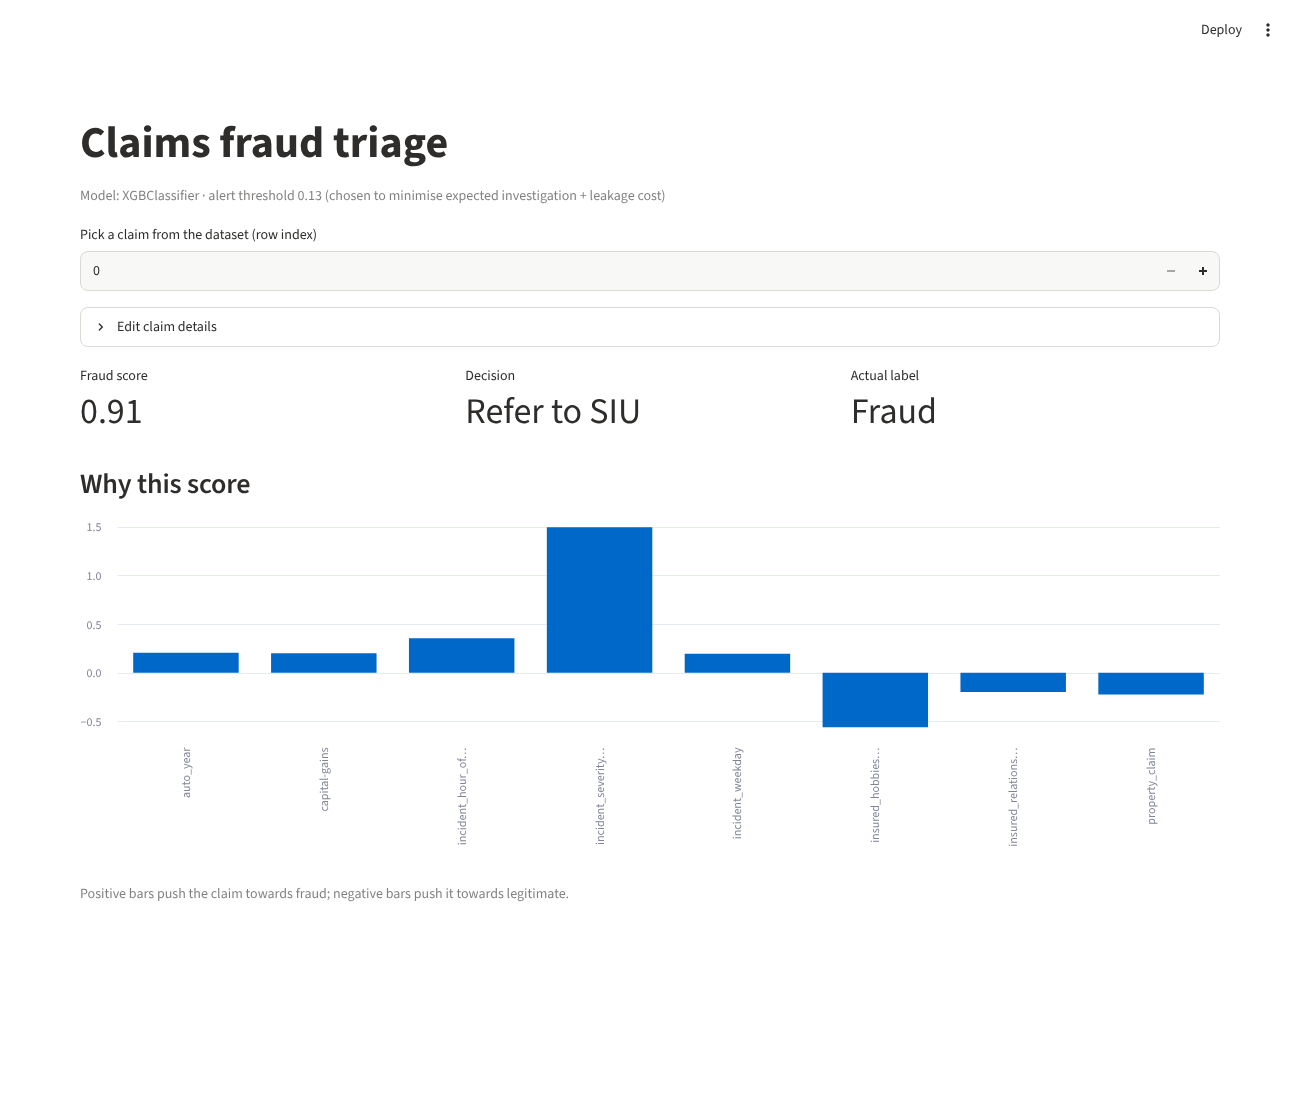 Deploy
Claims fraud triage
Model: XGBClassifier · alert threshold 0.13 (chosen to minimise expected investigation + leakage cost)
Pick a claim from the dataset (row index)
0
Edit claim details
Fraud score
Decision
Actual label
0.91
Refer to SIU
Fraud
Why this score
1.5
1.0
0.5
0.0
−0.5
auto_year
capital-gains
incident_hour_of…
incident_severity…
incident_weekday
insured_hobbies…
insured_relations…
property_claim
Positive bars push the claim towards fraud; negative bars push it towards legitimate.